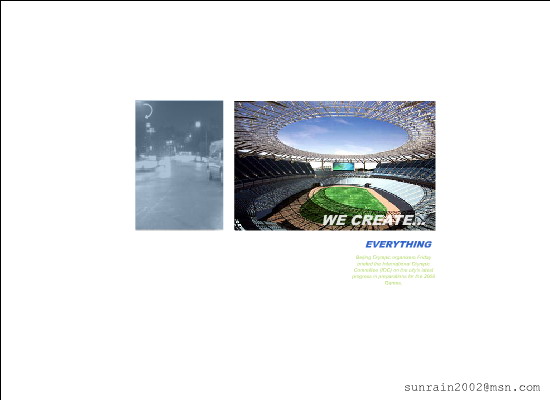 WE CREATE..
EVERYTHING
Beijing Olympic organizers Friday
briefed the International Olympic
Committee (IOC) on the city's latest
progress in preparations for the 2008
Games.
sunrain2002@msn.com